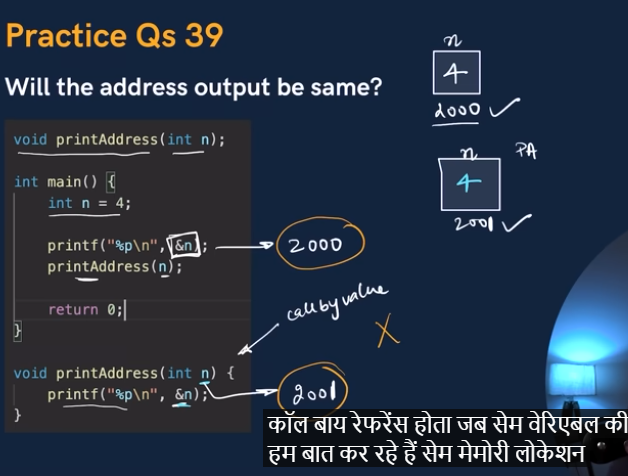 Practice Qs 39
Will the address output be same?
void printAddress(int n);
int main() {
int n = 4;
printf("%p\n", &n);
printAddress(n);
return 0;
}
void printAddress(int n) {
printf("%p\n", &n);
}
2000
call by value
X
2001
n
4
2000 ✓
n PA
4
2001 ✓
कॉल बाय रेफरेंस होता जब सेम वेरिएबल की
हम बात कर रहे हैं सेम मेमोरी लोकेशन